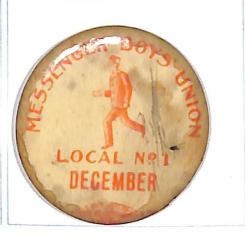 MESSENGER BOYS UNION
LOCAL Nº 1
DECEMBER